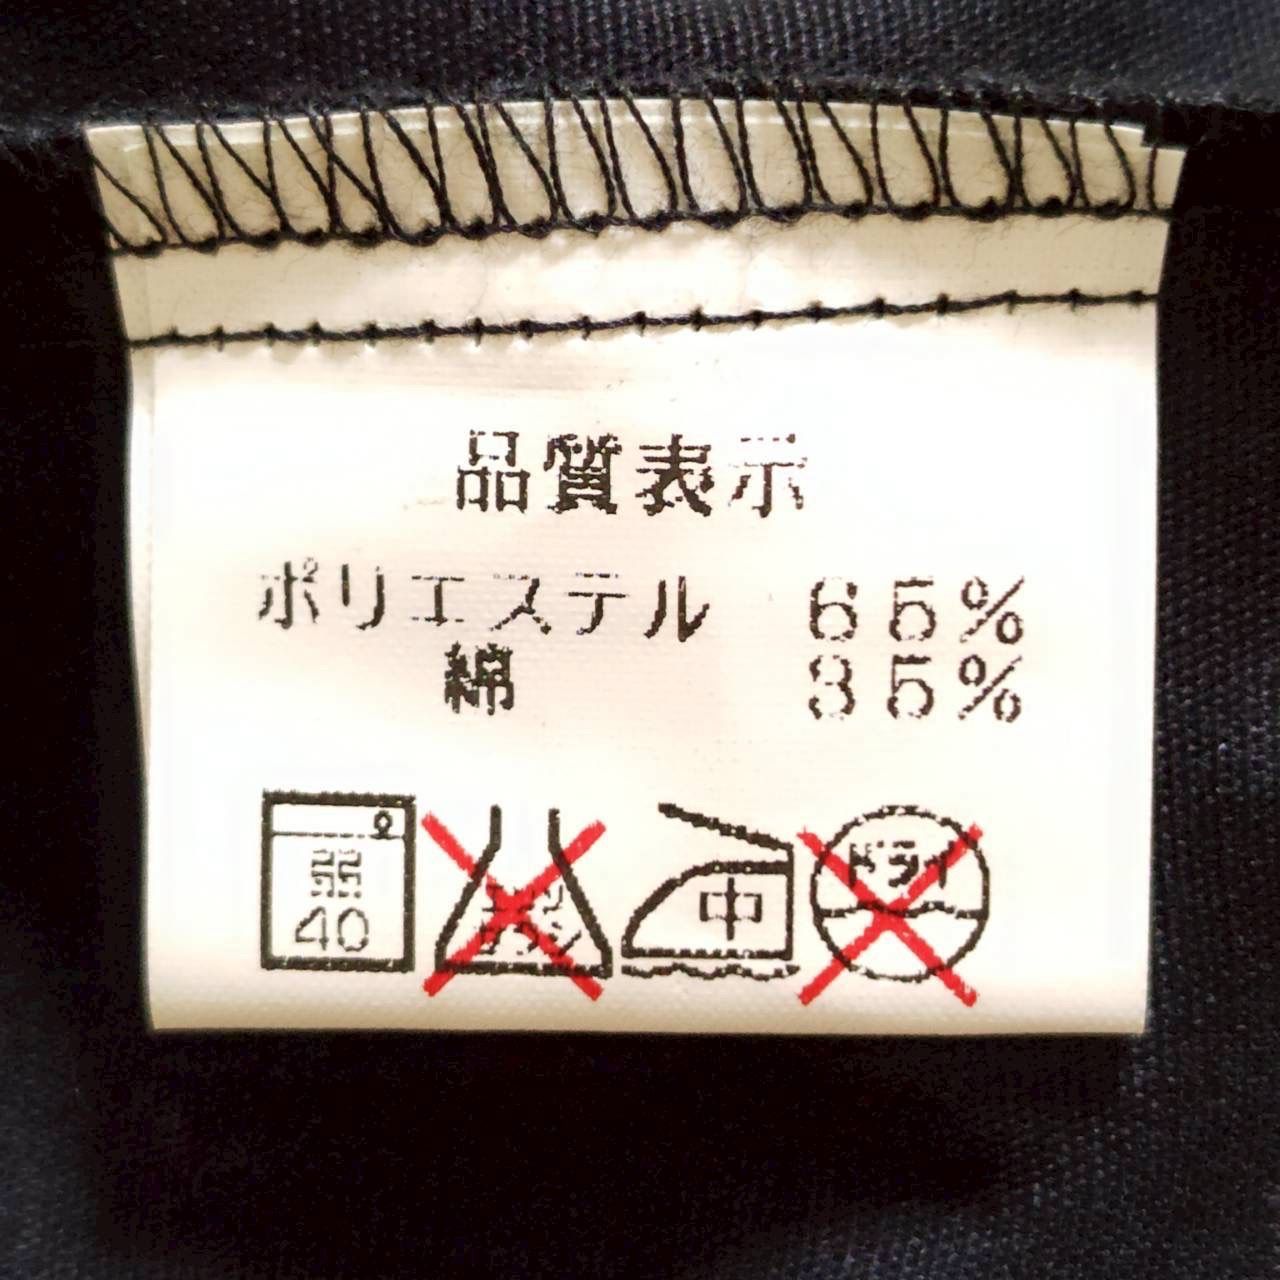 品質表示
ポリエステル 65%
綿 35%
弱 40 エンソ サラシ 中 ドライ